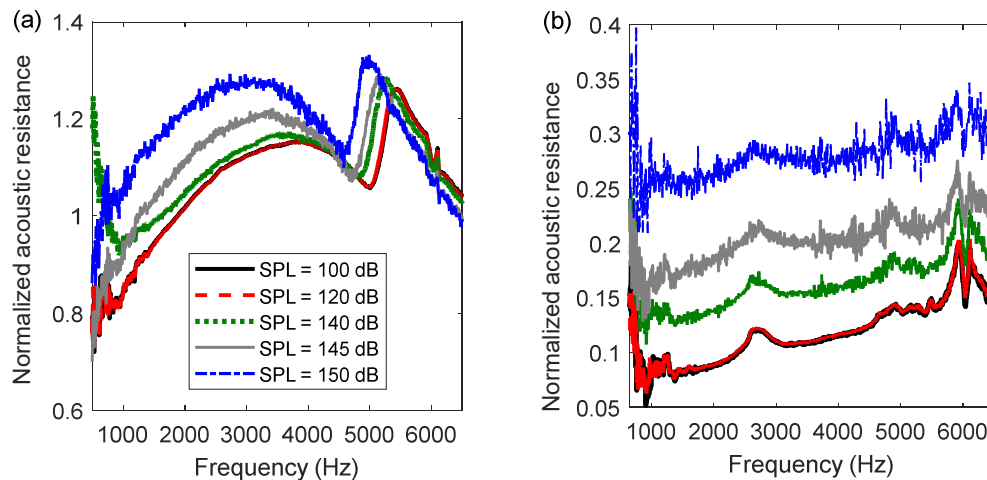 (a)
Normalized acoustic resistance
1.4
1.2
1
0.8
0.6
SPL = 100 dB
SPL = 120 dB
SPL = 140 dB
SPL = 145 dB
SPL = 150 dB
1000 2000 3000 4000 5000 6000
Frequency (Hz)
(b)
Normalized acoustic resistance
0.4
0.35
0.3
0.25
0.2
0.15
0.1
0.05
1000 2000 3000 4000 5000 6000
Frequency (Hz)